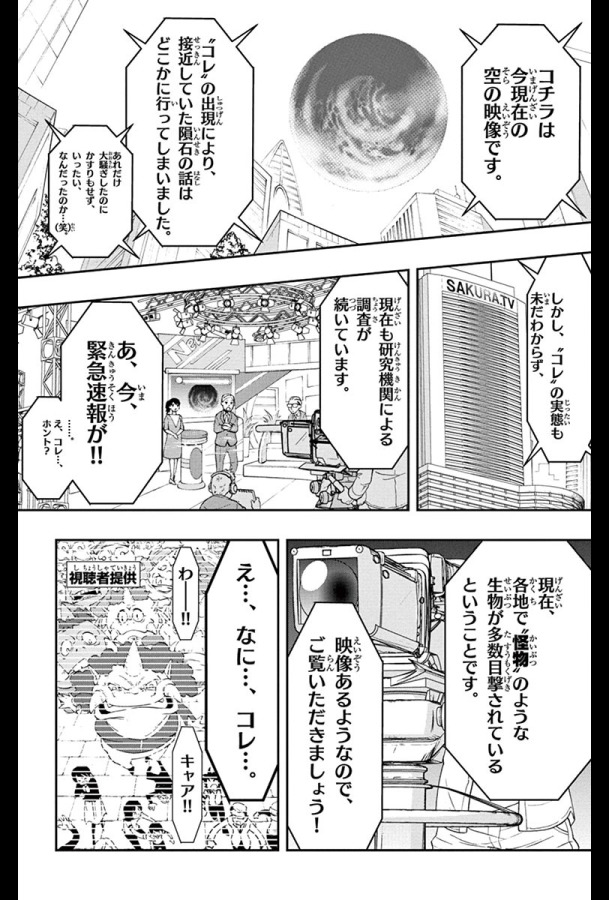 コチラは
今現在の
空の映像です。
〝コレ〟の出現により、
接近していた隕石の話は
どこかに行ってしまいました。
あれだけ
大騒ぎしたのに
かすりもせず、
いったい、
なんだったのか…(笑)
SAKURA.TV
しかし、〝コレ〟の実態も
未だわからず、
現在も研究機関による
調査が
続いています。
あ、今、
緊急速報が!!
……。
え、コレ…、
ホント?
現在、
各地で〝怪物〟のような
生物が多数目撃されている
ということです。
映像あるようなので、
ご覧いただきましょう!
え…、なに…、コレ…。
視聴者提供
わーー!!
キャア!!